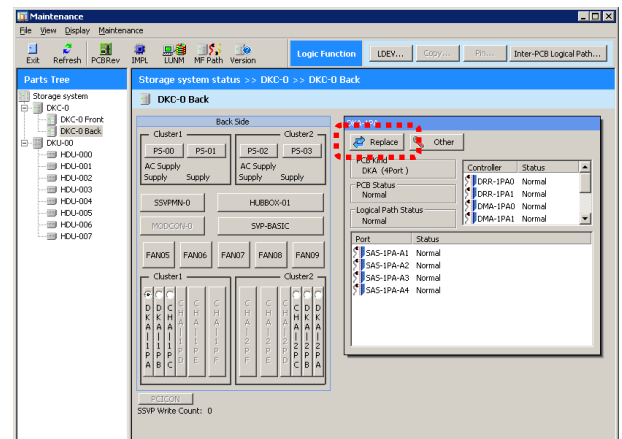 Maintenance
File View Display Maintenance
Exit Refresh PCBRev IMPL LUNM MF Path Version
Logic Function LDEV... Copy... Pin... Inter-PCB Logical Path...
Parts Tree
Storage system status >> DKC-0 >> DKC-0 Back
Storage system
DKC-0
DKC-0 Front
DKC-0 Back
DKU-00
HDU-000
HDU-001
HDU-002
HDU-003
HDU-004
HDU-005
HDU-006
HDU-007
DKC-0 Back
Back Side
Cluster1 Cluster2
PS-00 PS-01 PS-02 PS-03
AC Supply AC Supply
Supply Supply Supply Supply
SSVPMN-0 HUBBOX-01
MODCON-0 SVP-BASIC
FAN05 FAN06 FAN07 FAN08 FAN09
Cluster1 Cluster2
DKA-1PA DKA-1PB CHA-1PC CHA-1PD CHA-1PE CHA-1PF CHA-2PF CHA-2PE CHA-2PD CHA-2PC DKA-2PB DKA-2PA
PCICON
SSVP Write Count: 0
Replace Other
PCB Kind
DKA (4Port )
PCB Status
Normal
Logical Path Status
Normal
Controller Status
DRR-1PA0 Normal
DRR-1PA1 Normal
DMA-1PA0 Normal
DMA-1PA1 Normal
Port Status
SAS-1PA-A1 Normal
SAS-1PA-A2 Normal
SAS-1PA-A3 Normal
SAS-1PA-A4 Normal